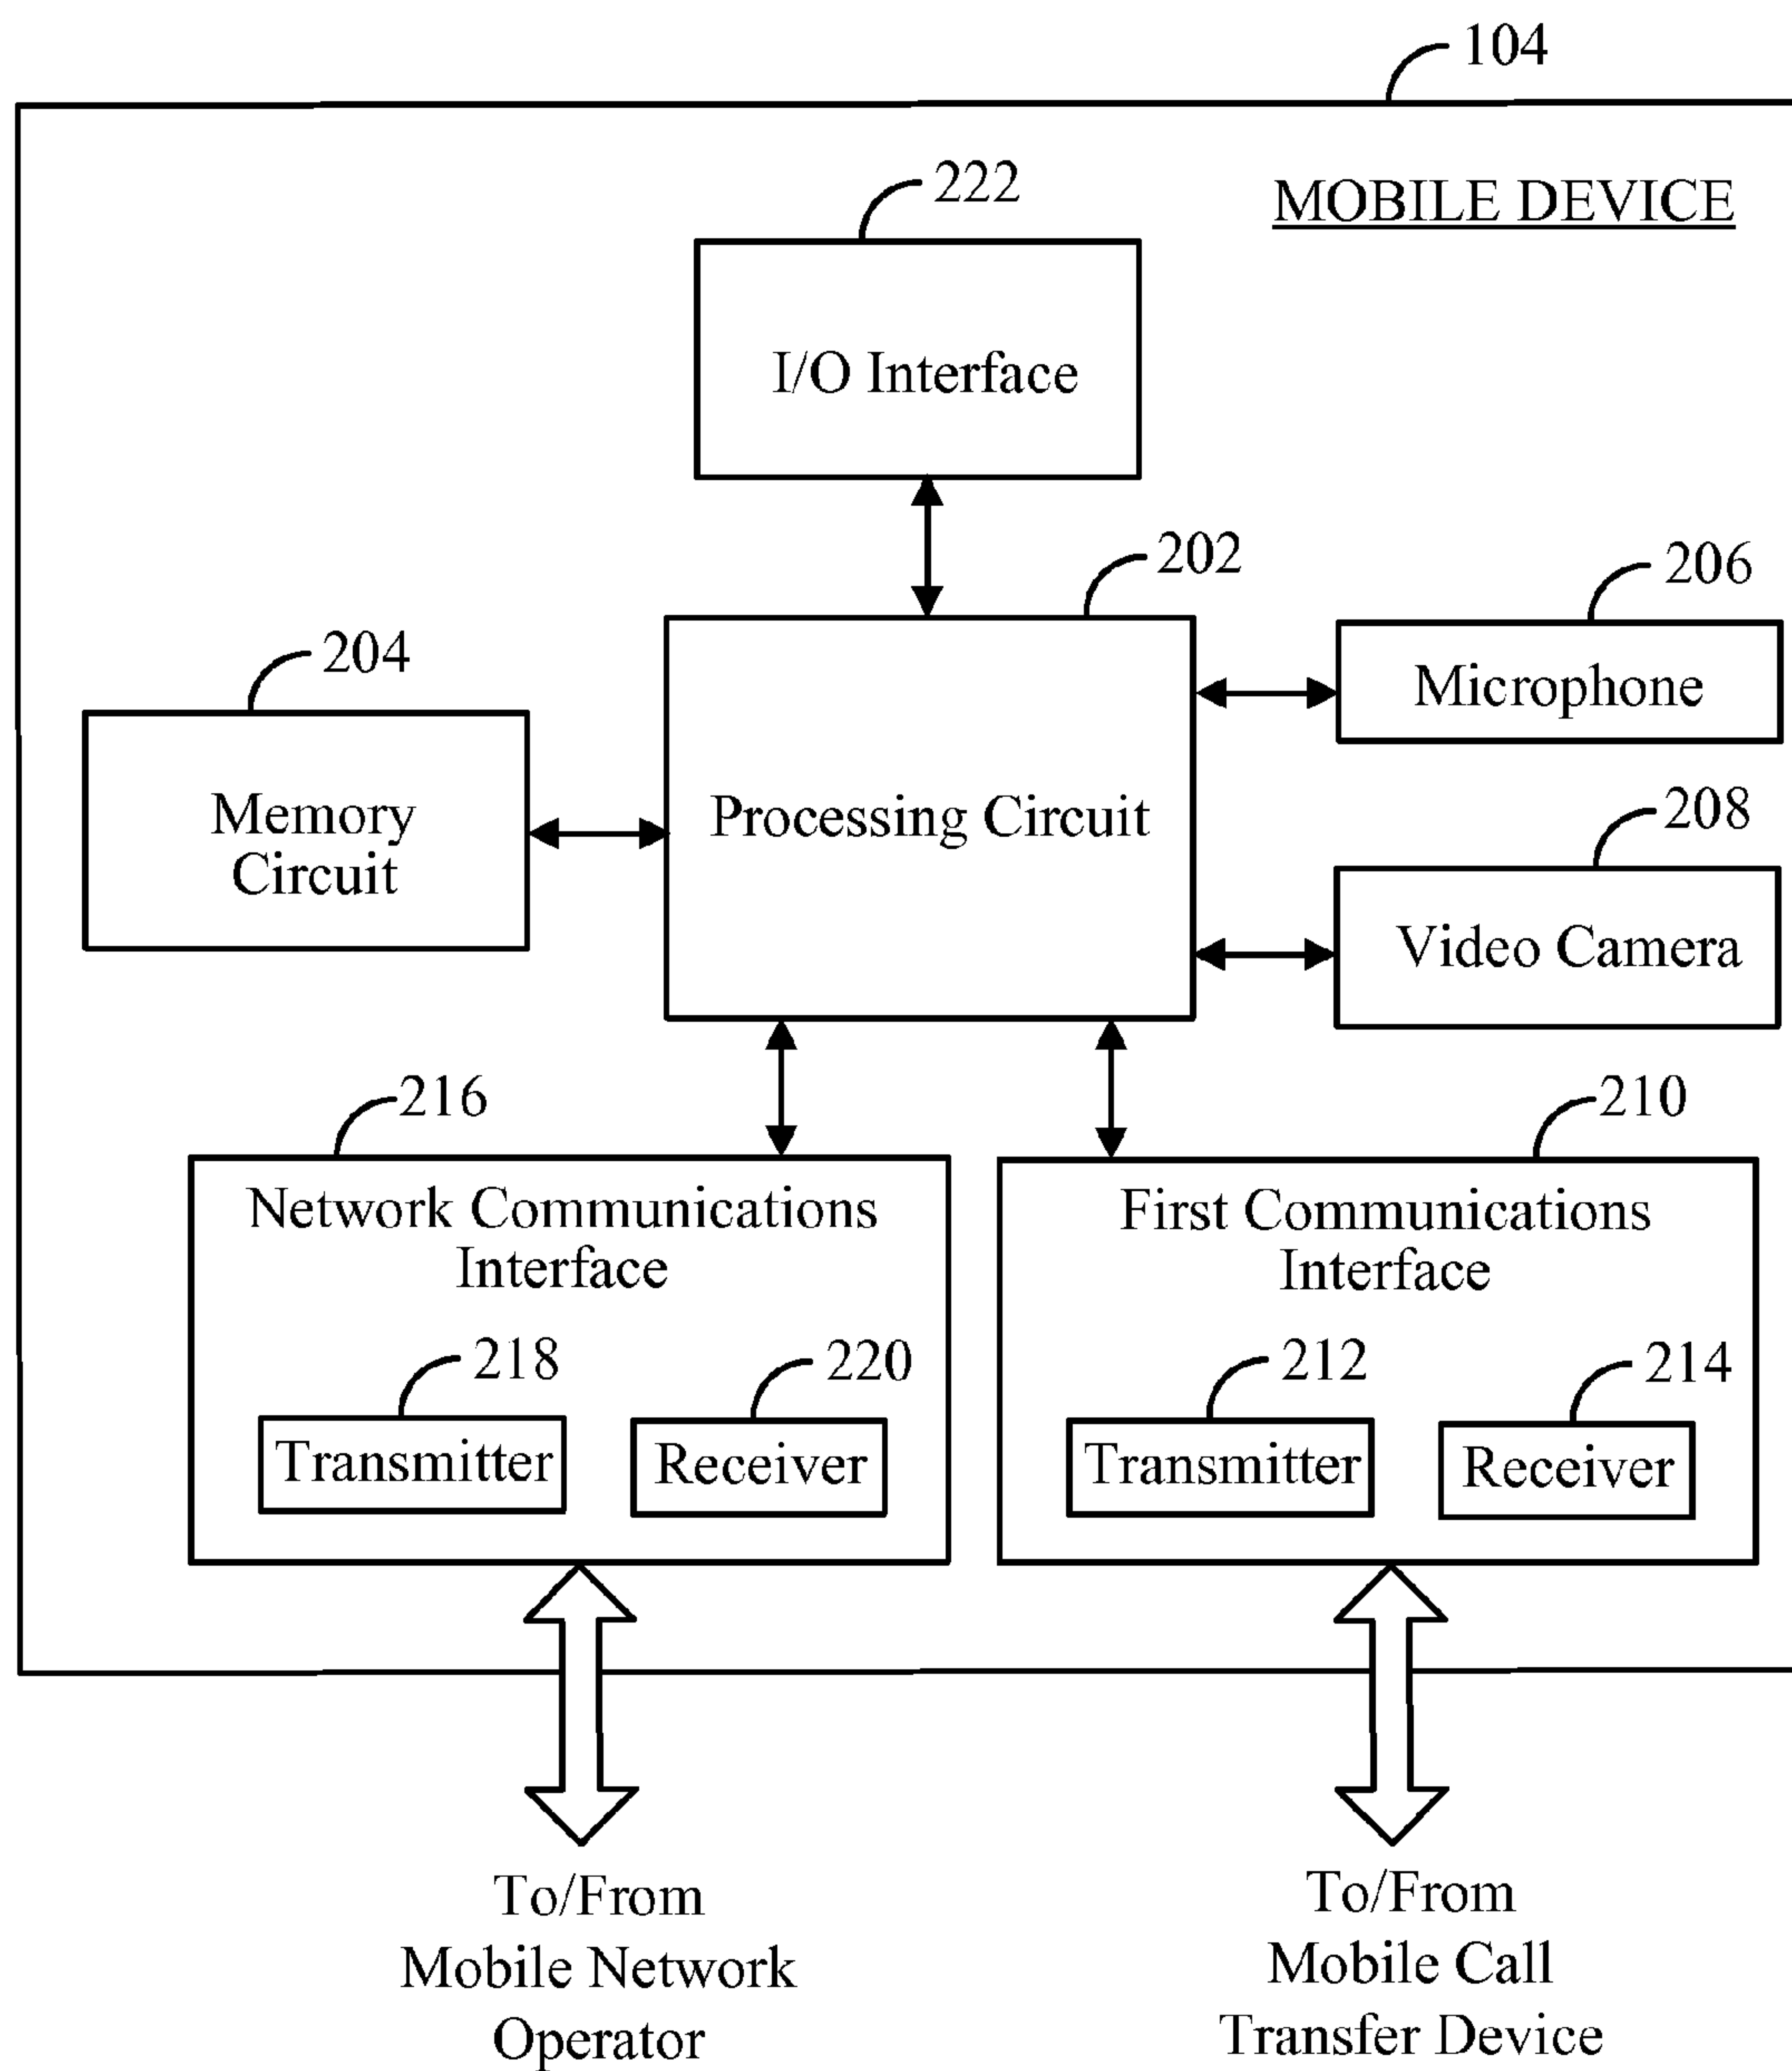 104
MOBILE DEVICE
222
I/O Interface
202
206
204
Microphone
Memory
Circuit
Processing Circuit
208
Video Camera
216
210
Network Communications
Interface
First Communications
Interface
218
220
212
214
Transmitter
Receiver
Transmitter
Receiver
To/From
Mobile Network
Operator
To/From
Mobile Call
Transfer Device